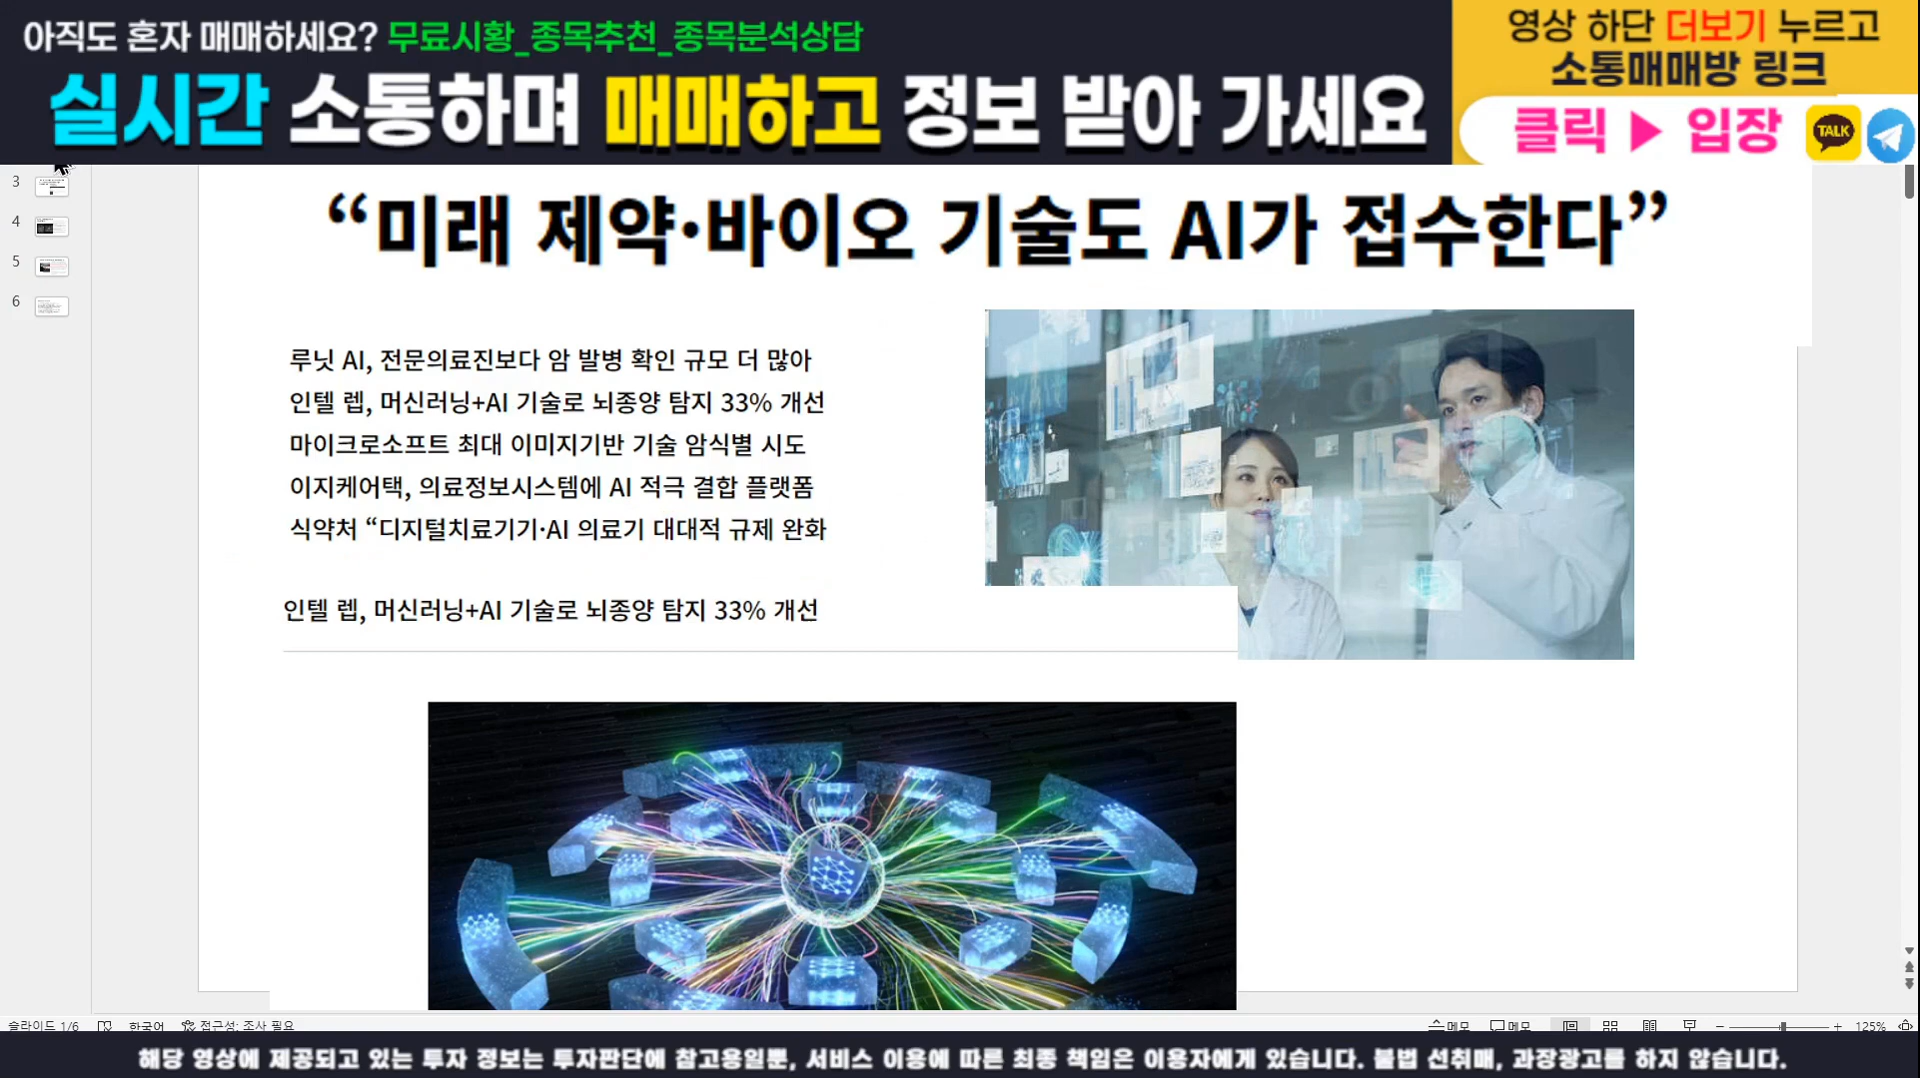 아직도 혼자 매매하세요? 무료시황_종목추천_종목분석상담
실시간 소통하며 매매하고 정보 받아 가세요
영상 하단 더보기 누르고
소통매매방 링크
클릭 ▶ 입장
TALK
3
4
5
6
“미래 제약·바이오 기술도 AI가 접수한다”
루닛 AI, 전문의료진보다 암 발병 확인 규모 더 많아
인텔 렙, 머신러닝+AI 기술로 뇌종양 탐지 33% 개선
마이크로소프트 최대 이미지기반 기술 암식별 시도
이지케어택, 의료정보시스템에 AI 적극 결합 플랫폼
식약처 “디지털치료기기·AI 의료기 대대적 규제 완화
인텔 렙, 머신러닝+AI 기술로 뇌종양 탐지 33% 개선
슬라이드 1/6 한국어 접근성: 조사 필요 메모 메모 125%
해당 영상에 제공되고 있는 투자 정보는 투자판단에 참고용일뿐, 서비스 이용에 따른 최종 책임은 이용자에게 있습니다. 불법 선취매, 과장광고를 하지 않습니다.